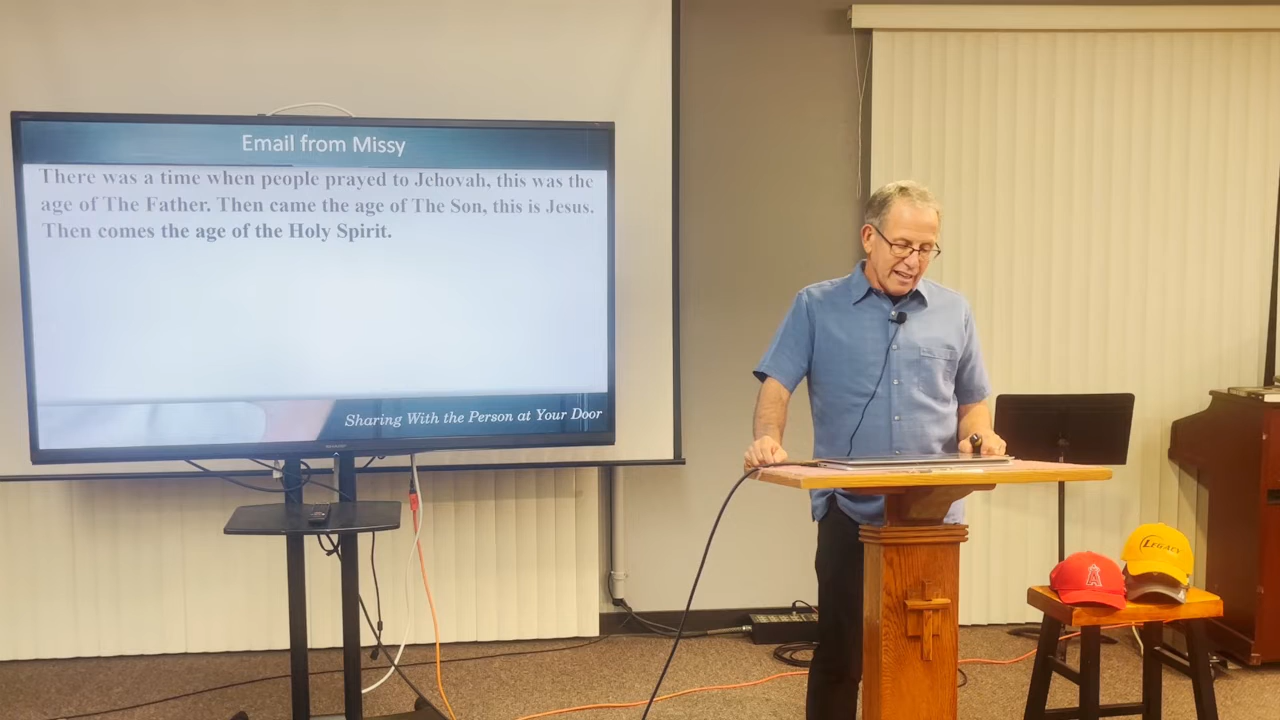 Email from Missy
There was a time when people prayed to Jehovah, this was the
age of The Father. Then came the age of The Son, this is Jesus.
Then comes the age of the Holy Spirit.
Sharing With the Person at Your Door
A
LEGACY